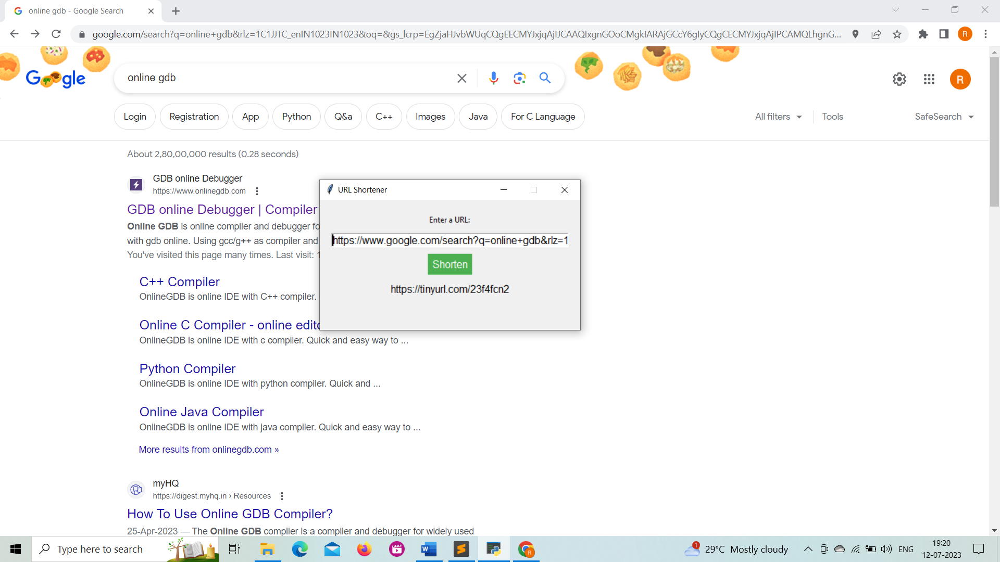 online gdb - Google Search
google.com/search?q=online+gdb&rlz=1C1JJTC_enIN1023IN1023&oq=&gs_lcrp=EgZjaHJvbWUqCQgEECMYJxjqAjIJCAAQIxgnGOoCMgkIARAjGCcY6gIyCQgCECMYJxjqAjIPCAMQLhgnG...
R
Google
online gdb
R
Login
Registration
App
Python
Q&a
C++
Images
Java
For C Language
All filters
Tools
SafeSearch
About 2,80,00,000 results (0.28 seconds)
GDB online Debugger
https://www.onlinegdb.com
GDB online Debugger | Compiler
Online GDB is online compiler and debugger fo
with gdb online. Using gcc/g++ as compiler and
You've visited this page many times. Last visit: 1
C++ Compiler
OnlineGDB is online IDE with C++ compiler.
Online C Compiler - online edito
OnlineGDB is online IDE with c compiler. Quick and easy way to ...
Python Compiler
OnlineGDB is online IDE with python compiler. Quick and ...
Online Java Compiler
OnlineGDB is online IDE with java compiler. Quick and easy way to ...
More results from onlinegdb.com »
myHQ
https://digest.myhq.in › Resources
How To Use Online GDB Compiler?
25-Apr-2023 — The Online GDB compiler is a compiler and debugger for widely used
URL Shortener
Enter a URL:
https://www.google.com/search?q=online+gdb&rlz=1
Shorten
https://tinyurl.com/23f4fcn2
Type here to search
1
29°C Mostly cloudy
ENG
19:20
12-07-2023